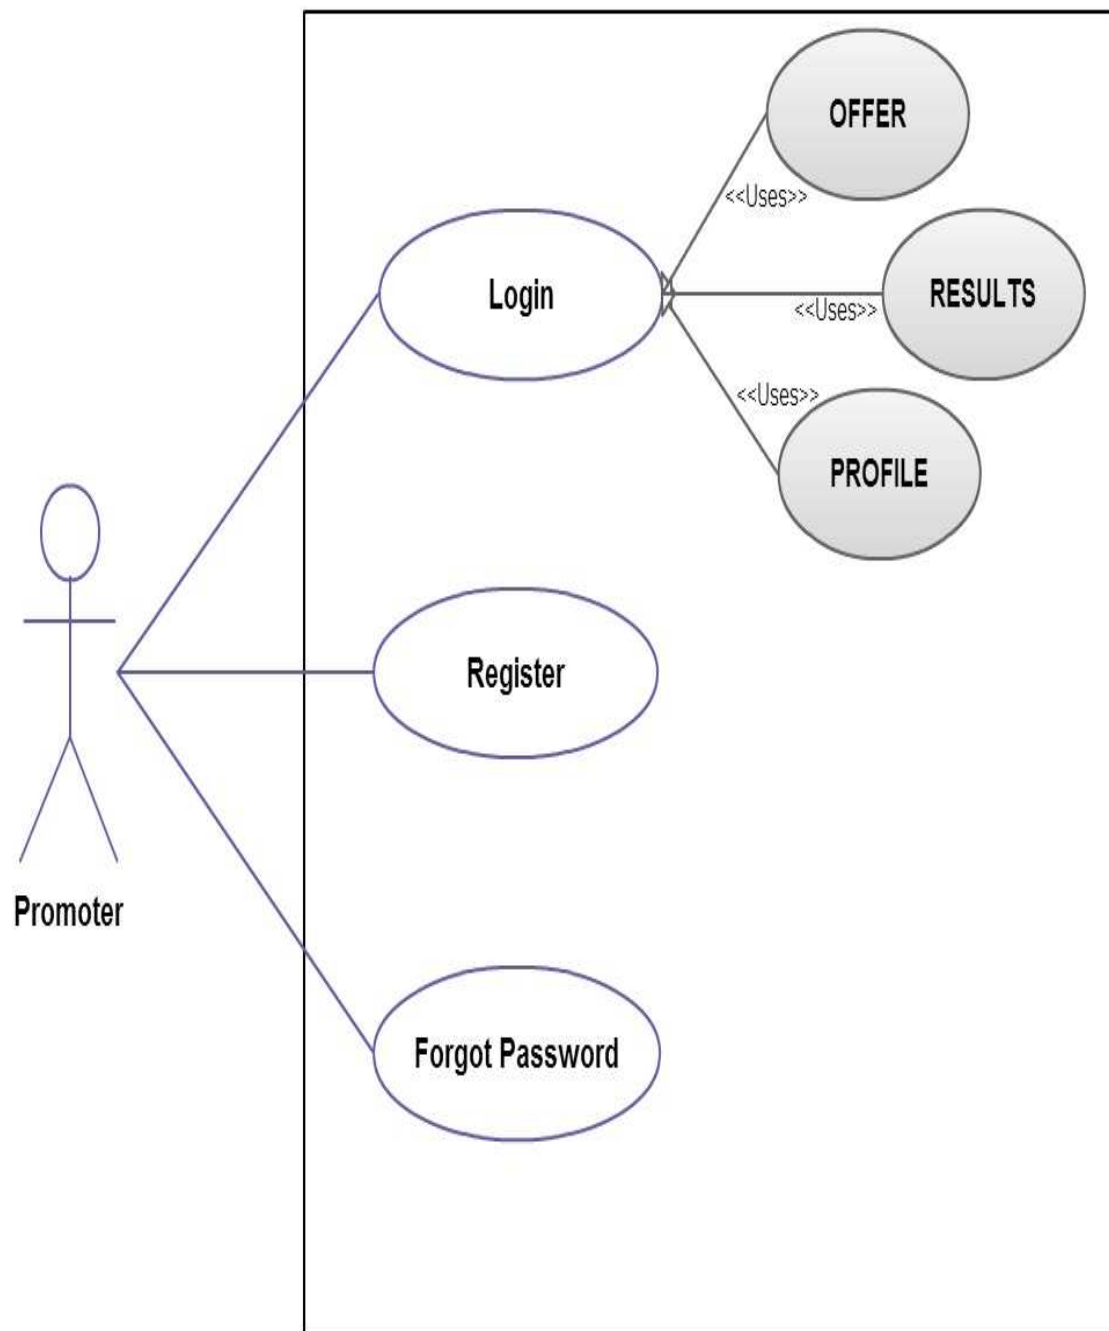 OFFER
<<Uses>>
Login
RESULTS
<<Uses>>
<<Uses>>
PROFILE
Register
Promoter
Forgot Password